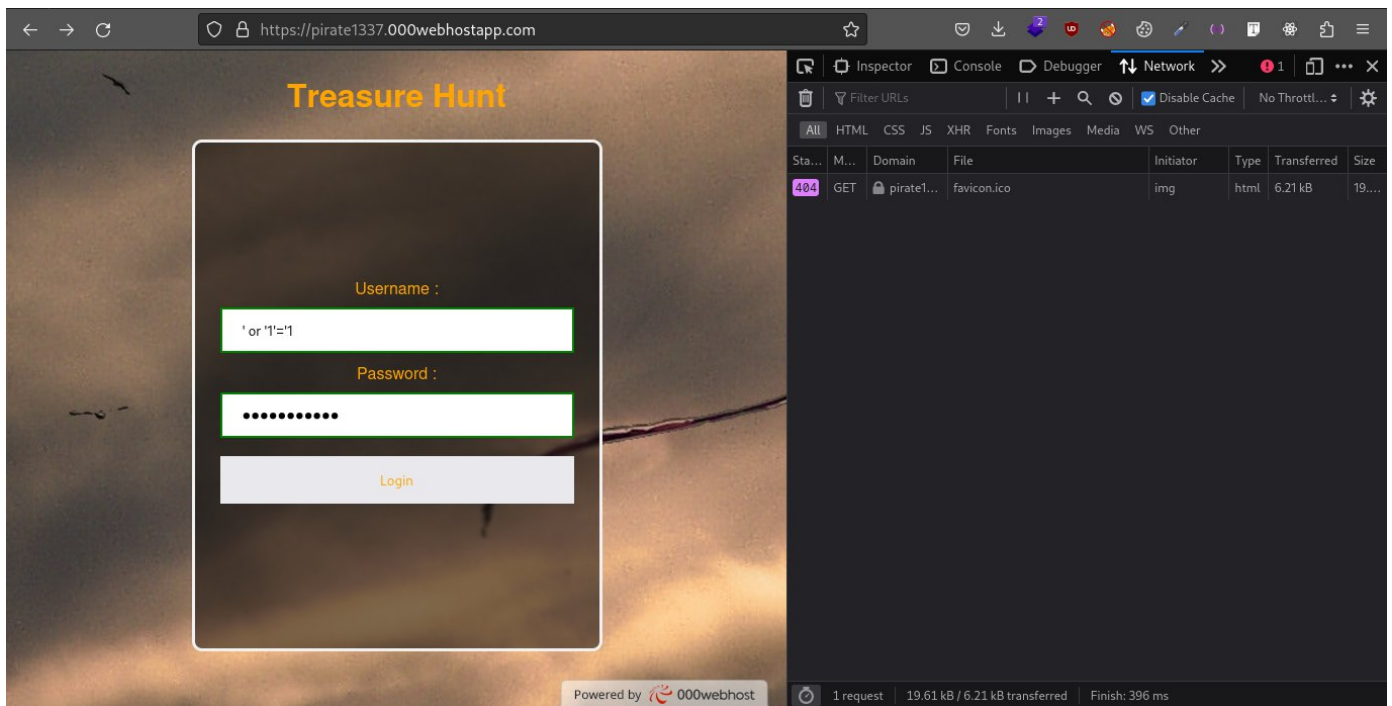 https://pirate1337.000webhostapp.com
2
Treasure Hunt
Username :
' or '1'='1
Password :
Login
Powered by 000webhost
Inspector Console Debugger Network 1
Filter URLs Disable Cache No Throttl...
All HTML CSS JS XHR Fonts Images Media WS Other
Sta... M... Domain File Initiator Type Transferred Size
404 GET pirate1... favicon.ico img html 6.21 kB 19....
1 request 19.61 kB / 6.21 kB transferred Finish: 396 ms